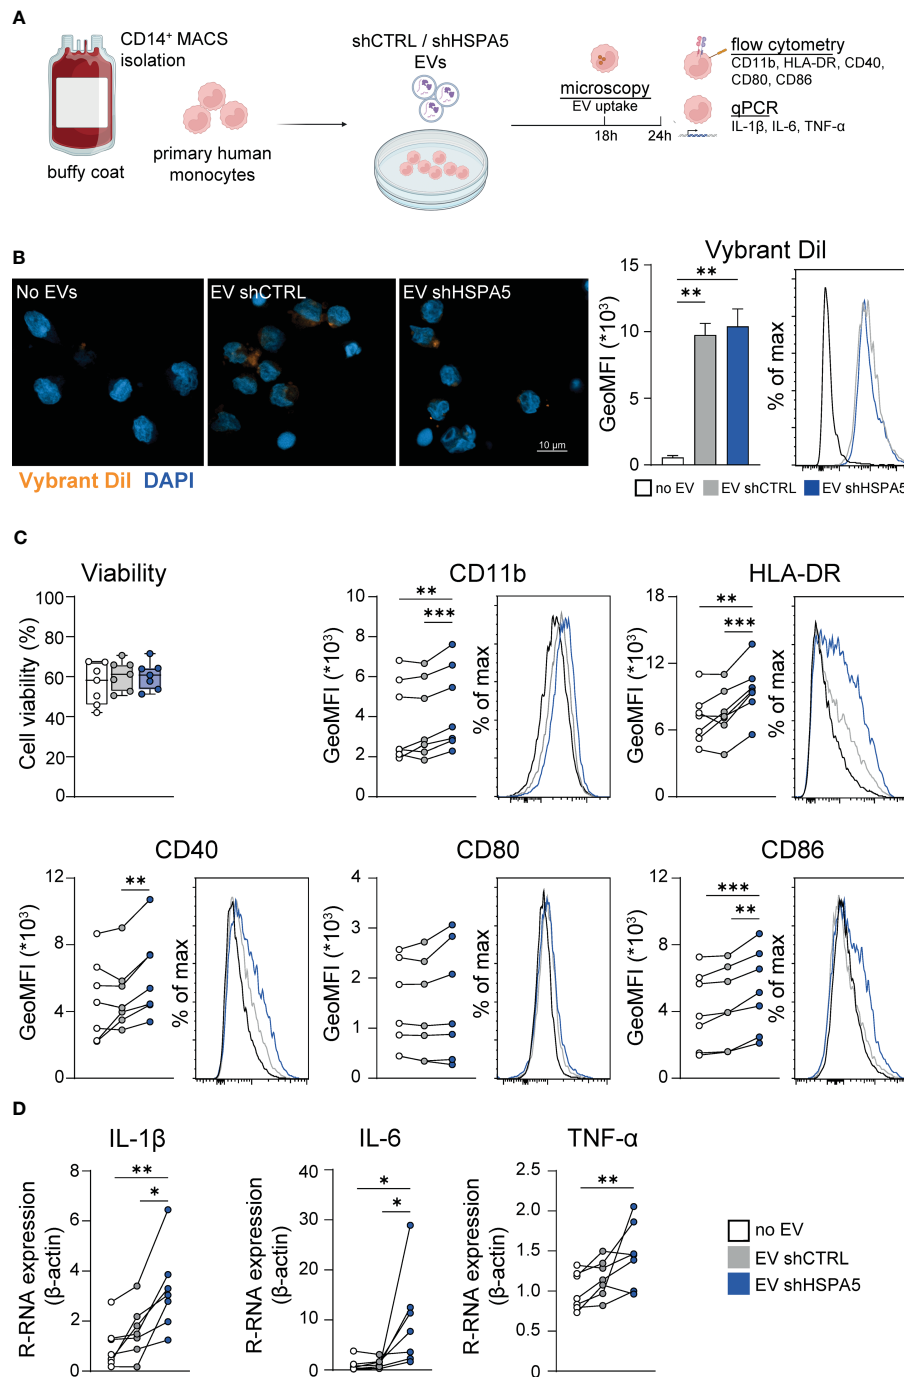 A
CD14⁺ MACS
isolation
buffy coat
primary human
monocytes
shCTRL / shHSPA5
EVs
microscopy
EV uptake
18h
24h
flow cytometry
CD11b, HLA-DR, CD40,
CD80, CD86
qPCR
IL-1β, IL-6, TNF-α
B
No EVs
EV shCTRL
EV shHSPA5
10 µm
Vybrant Dil DAPI
Vybrant Dil
GeoMFI (*10³)
15
10
5
0
**
**
% of max
no EV
EV shCTRL
EV shHSPA5
C
Viability
Cell viability (%)
100
80
60
40
20
0
CD11b
GeoMFI (*10³)
10
8
6
4
2
0
**
***
% of max
HLA-DR
GeoMFI (*10³)
18
12
6
0
**
***
% of max
CD40
GeoMFI (*10³)
12
8
4
0
**
% of max
CD80
GeoMFI (*10³)
4
3
2
1
0
% of max
CD86
GeoMFI (*10³)
12
8
4
0
***
**
% of max
D
IL-1β
R-RNA expression
(β-actin)
8
6
4
2
0
**
*
IL-6
R-RNA expression
(β-actin)
40
30
20
10
0
*
*
TNF-α
R-RNA expression
(β-actin)
2.5
2.0
1.5
1.0
0.5
0
**
no EV
EV shCTRL
EV shHSPA5